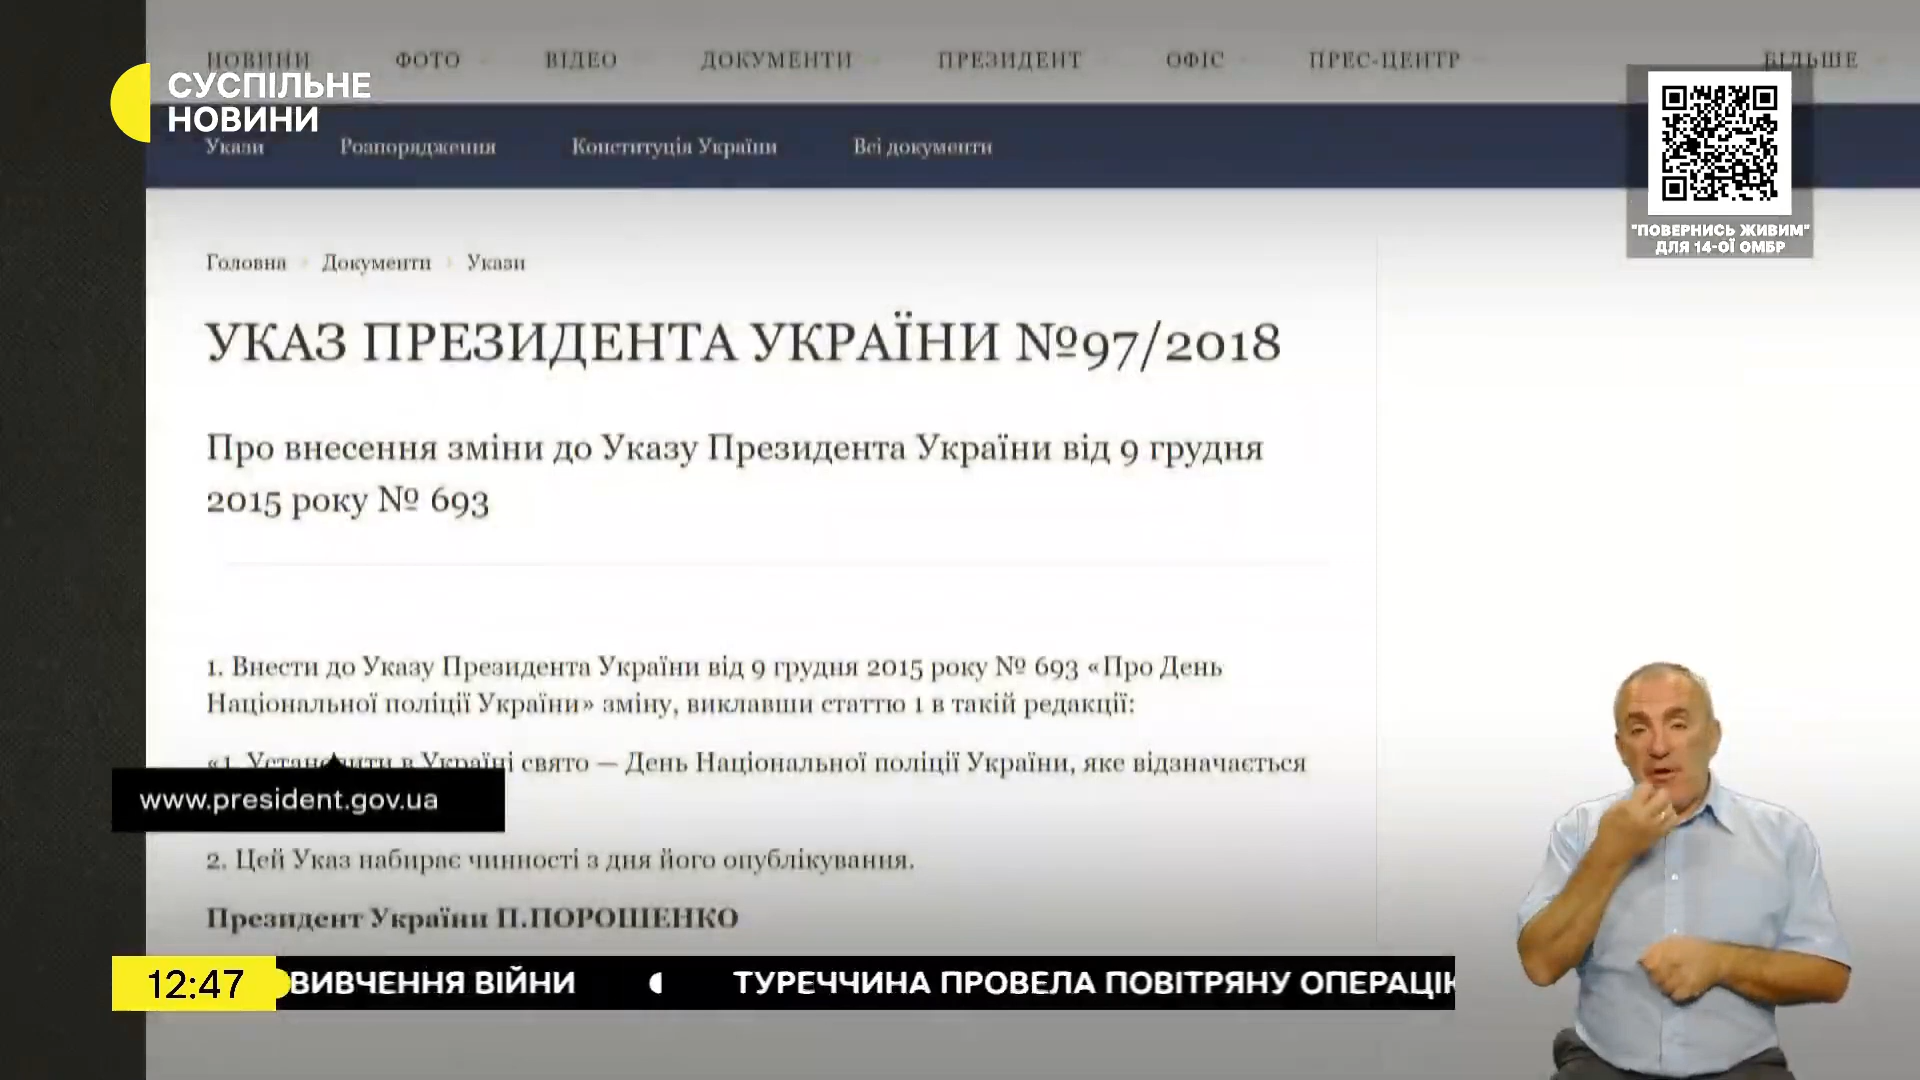 НОВИНИ ФОТО ВІДЕО ДОКУМЕНТИ ПРЕЗИДЕНТ ОФІС ПРЕС-ЦЕНТР БІЛЬШЕ
СУСПІЛЬНЕ
НОВИНИ
Укази Розпорядження Конституція України Всі документи
"ПОВЕРНИСЬ ЖИВИМ"
ДЛЯ 14-ОЇ ОМБР
Головна Документи Укази
УКАЗ ПРЕЗИДЕНТА УКРАЇНИ №97/2018
Про внесення зміни до Указу Президента України від 9 грудня
2015 року № 693
1. Внести до Указу Президента України від 9 грудня 2015 року № 693 «Про День
Національної поліції України» зміну, виклавши статтю 1 в такій редакції:
«1. Установити в Україні свято — День Національної поліції України, яке відзначається
www.president.gov.ua
2. Цей Указ набирає чинності з дня його опублікування.
Президент України П.ПОРОШЕНКО
12:47 ВИВЧЕННЯ ВІЙНИ ТУРЕЧЧИНА ПРОВЕЛА ПОВІТРЯНУ ОПЕРАЦІЮ